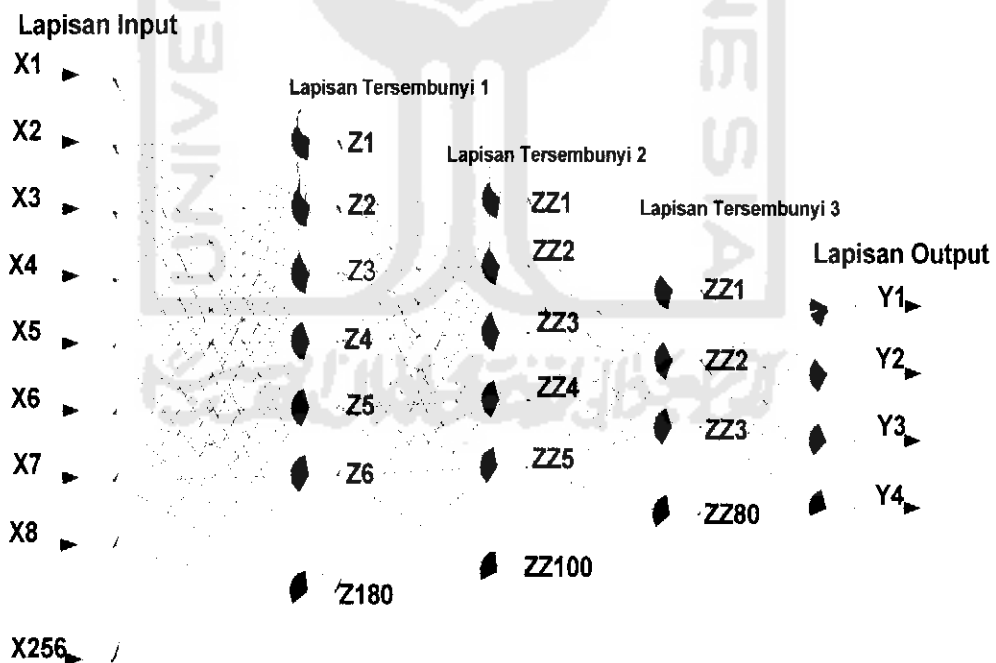 Lapisan Input
X1
X2
X3
X4
X5
X6
X7
X8
X256
Lapisan Tersembunyi 1
Z1
Z2
Z3
Z4
Z5
Z6
Z180
Lapisan Tersembunyi 2
ZZ1
ZZ2
ZZ3
ZZ4
ZZ5
ZZ100
Lapisan Tersembunyi 3
ZZ1
ZZ2
ZZ3
ZZ80
Lapisan Output
Y1
Y2
Y3
Y4